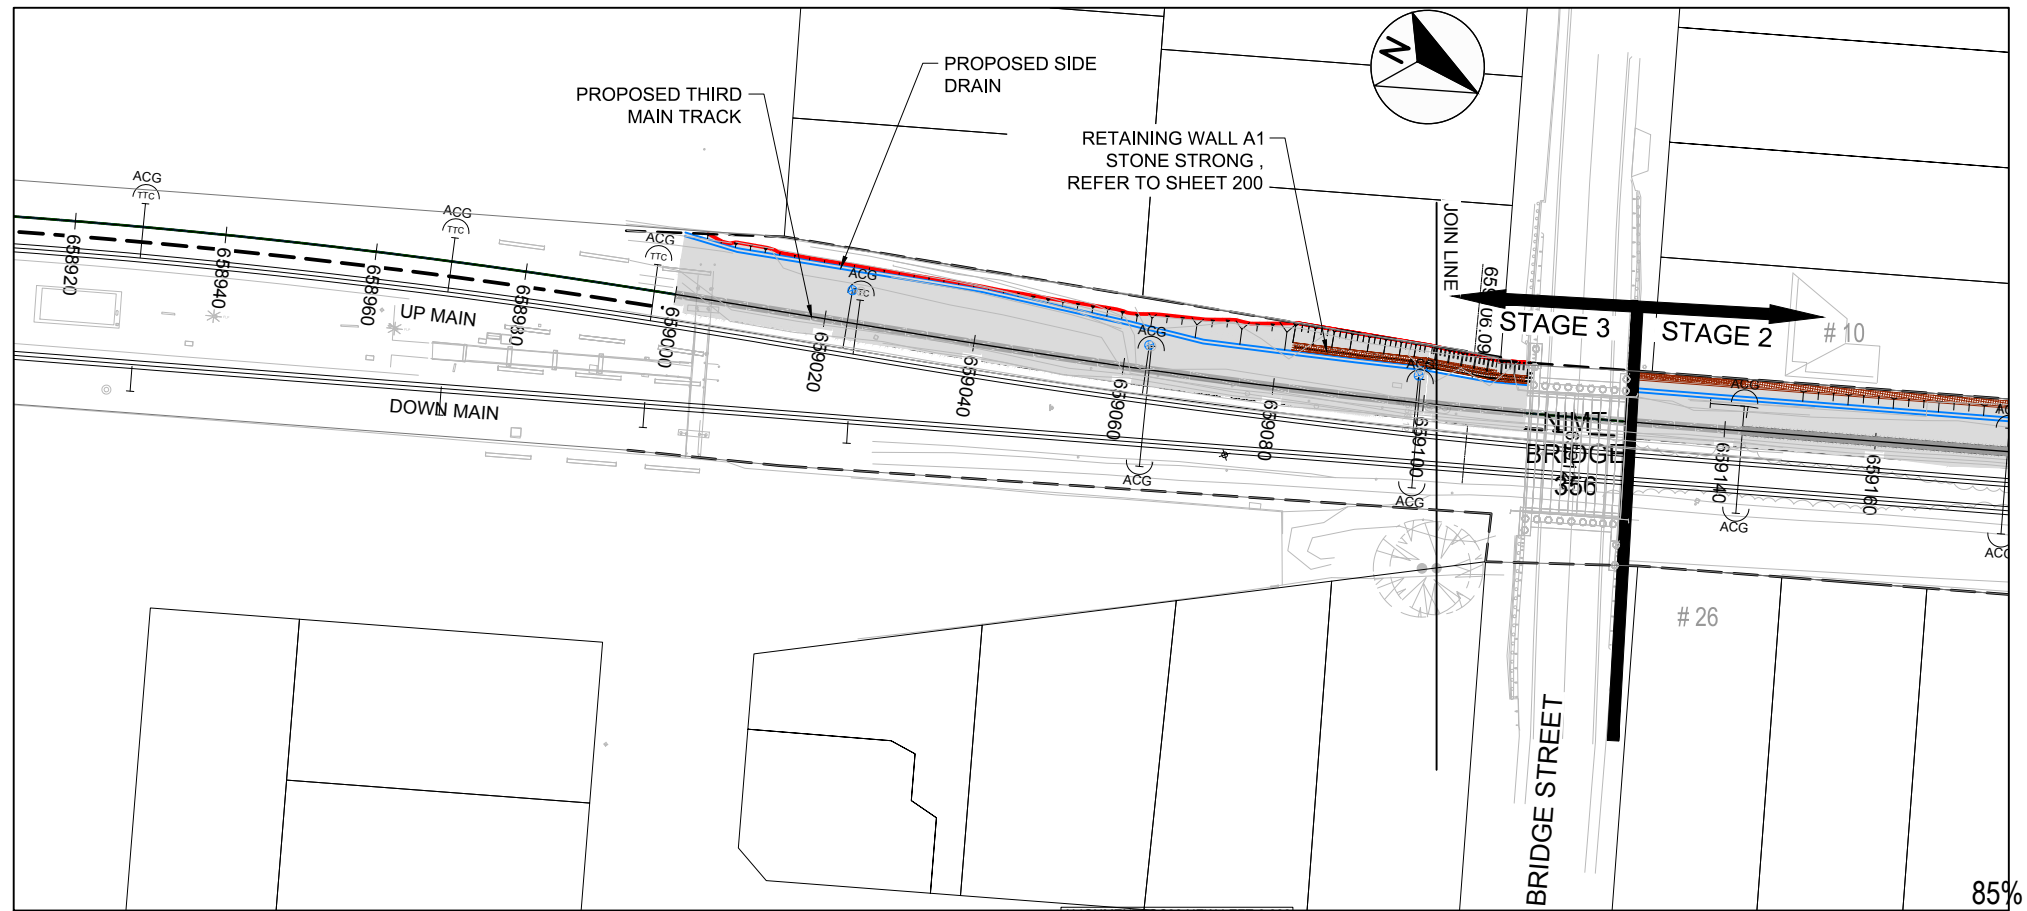 PROPOSED SIDE
DRAIN
PROPOSED THIRD
MAIN TRACK
N
RETAINING WALL A1
STONE STRONG ,
REFER TO SHEET 200
JOIN LINE
STAGE 3
STAGE 2
# 10
ACG
TTC
ACG
TTC
ACG
TTC
ACG
ACG
ACG
ACG
658920
658940
658960
658980
659000
659020
659040
659060
659080
659100
659140
659160
UP MAIN
DOWN MAIN
BRIDGE
356
ACG
ACG
ACG
ACG
# 26
BRIDGE STREET
85%